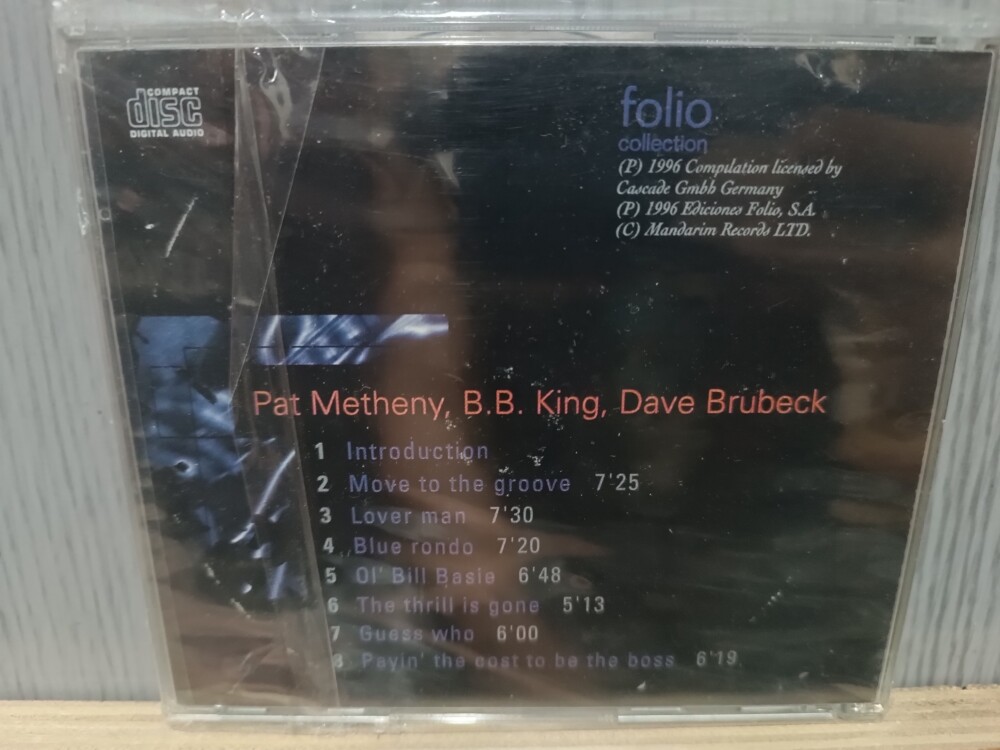 COMPACT
disc
DIGITAL AUDIO
folio
collection
(P) 1996 Compilation licensed by
Cascade Gmbh Germany
(P) 1996 Ediciones Folio, S.A.
(C) Mandarim Records LTD.
Pat Metheny, B.B. King, Dave Brubeck
1 Introduction
2 Move to the groove 7'25
3 Lover man 7'30
4 Blue rondo 7'20
5 Ol' Bill Basie 6'48
6 The thrill is gone 5'13
7 Guess who 6'00
8 Payin' the cost to be the boss 6'19